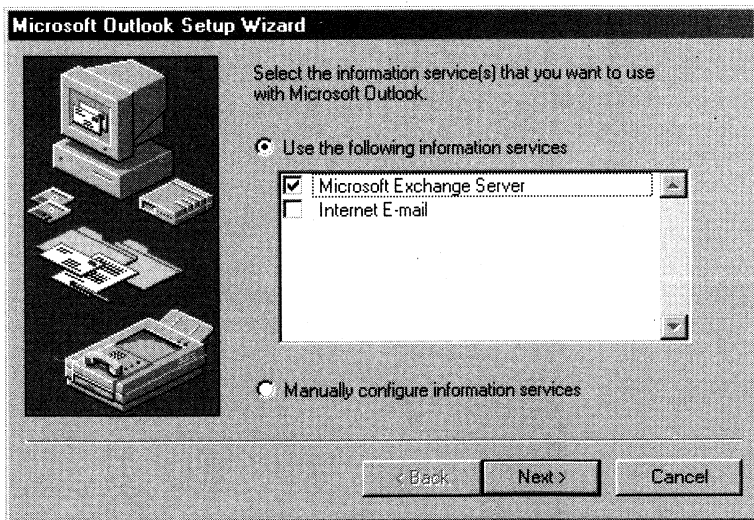 Microsoft Outlook Setup Wizard
Select the information service(s) that you want to use
with Microsoft Outlook.
Use the following information services
Microsoft Exchange Server
Internet E-mail
Manually configure information services
< Back
Next >
Cancel